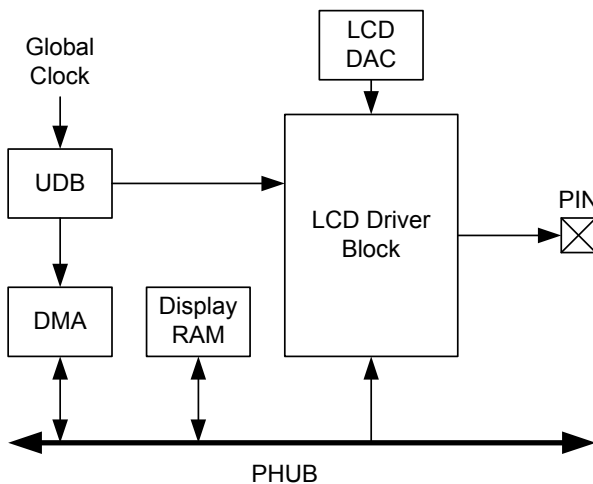 LCD
DAC
Global
Clock
UDB
LCD Driver
Block
PIN
DMA
Display
RAM
PHUB